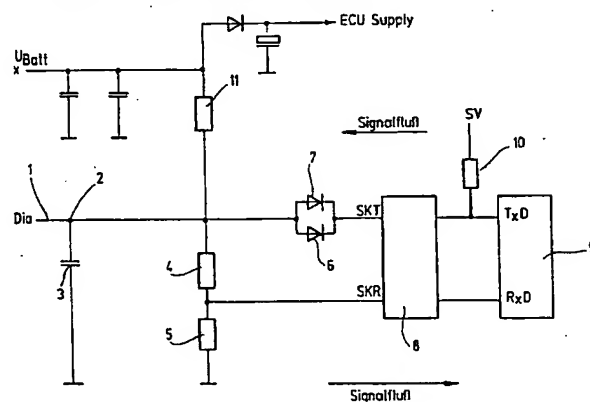 ECU Supply
UBatt
x
11
Signalfluß
5V
10
1
2
7
Dia
SKT
TxD
6
3
4
SKR
RxD
5
8
Signalfluß